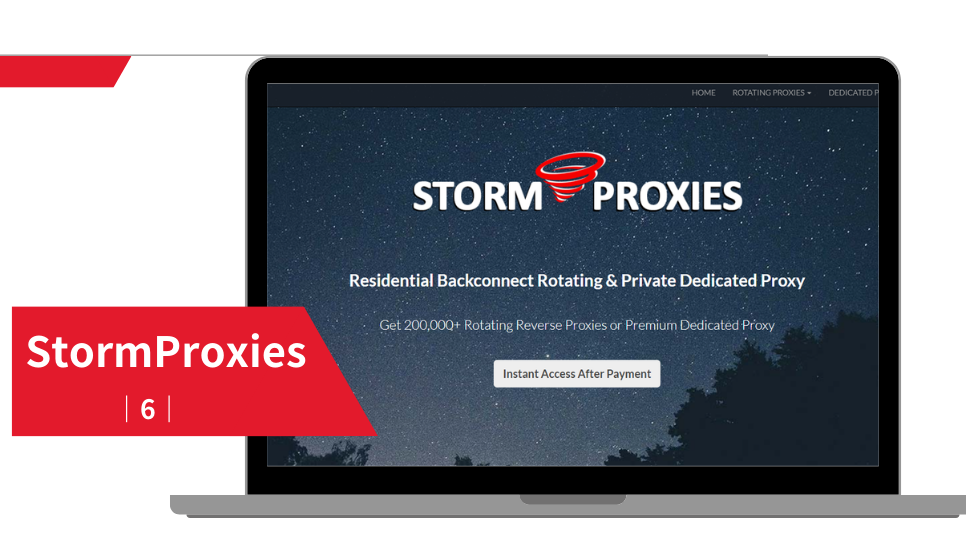 HOME ROTATING PROXIES DEDICATED P
STORM PROXIES
Residential Backconnect Rotating & Private Dedicated Proxy
Get 200,000+ Rotating Reverse Proxies or Premium Dedicated Proxy
Instant Access After Payment
StormProxies
| 6 |